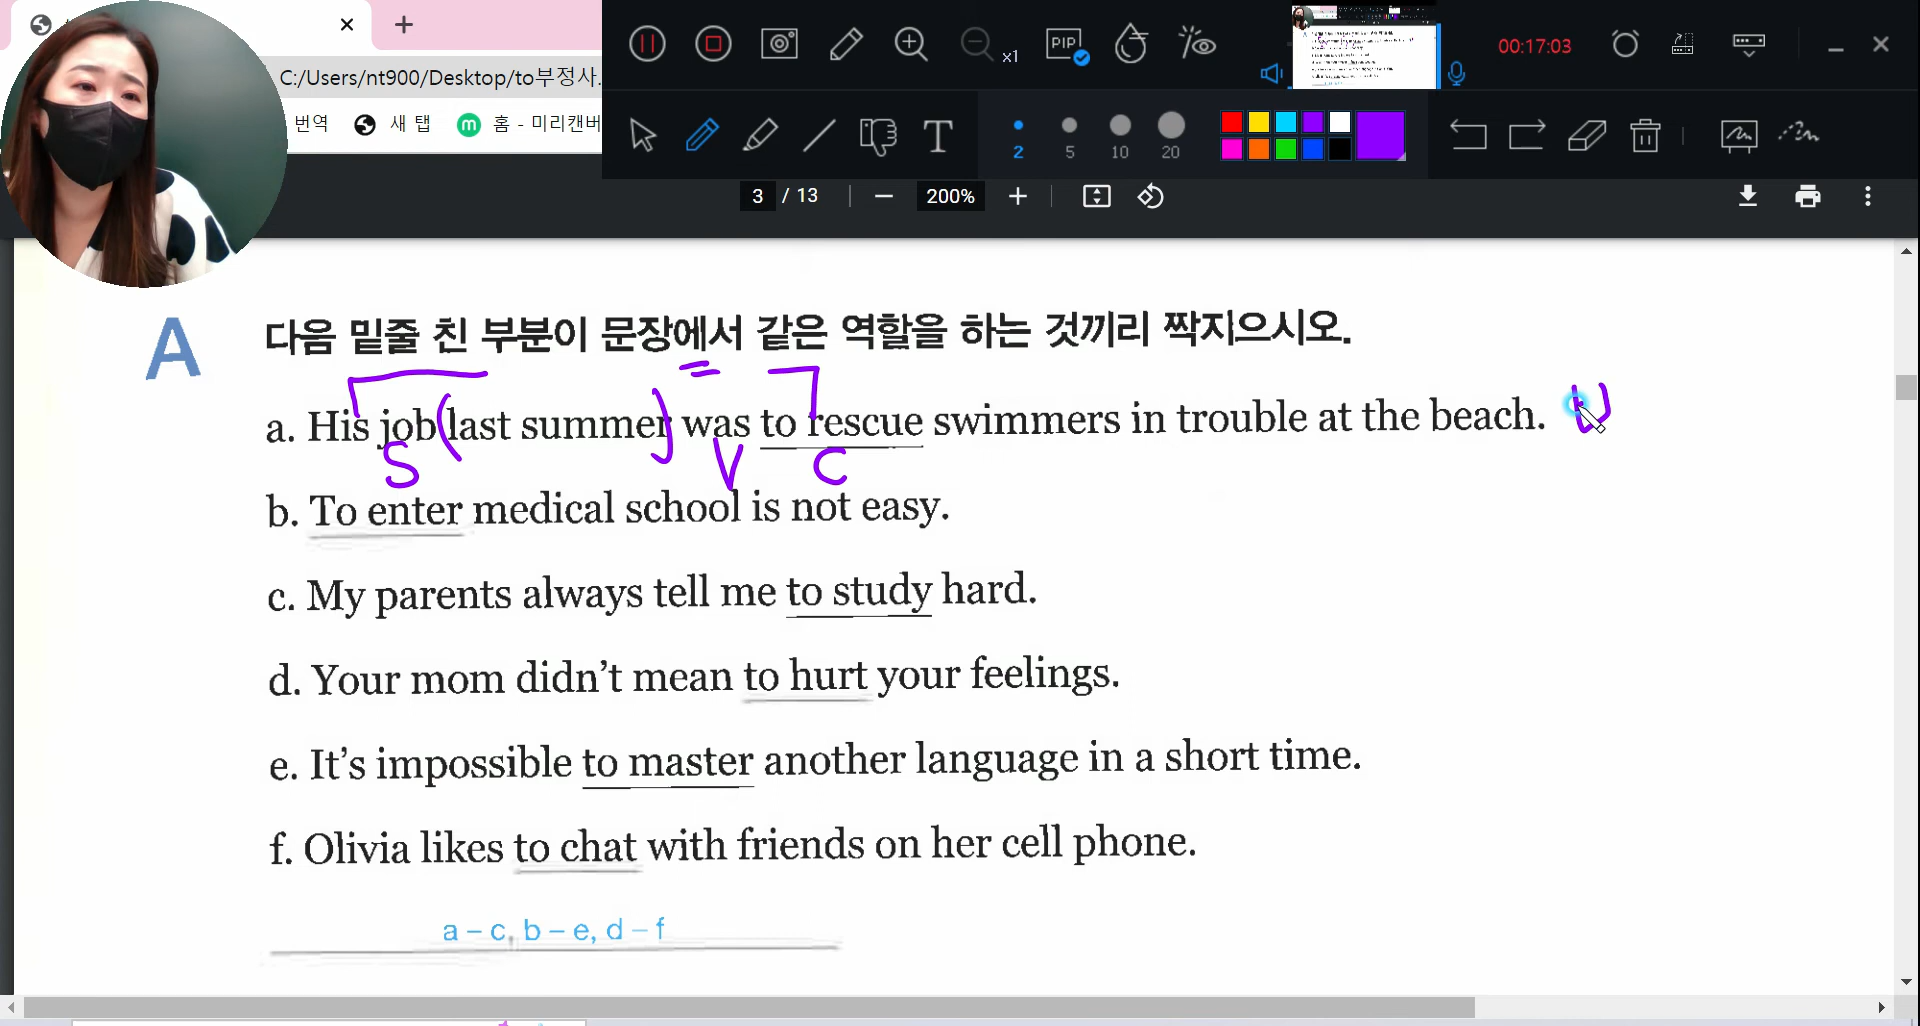 C:/Users/nt900/Desktop/to부정사.
번역 새 탭 홈 - 미리캔버
x1 PIP 00:17:03
T 2 5 10 20
3 / 13 200%
A 다음 밑줄 친 부분이 문장에서 같은 역할을 하는 것끼리 짝지으시오.
a. His job (last summer) was to rescue swimmers in trouble at the beach.
S V C
b. To enter medical school is not easy.
c. My parents always tell me to study hard.
d. Your mom didn’t mean to hurt your feelings.
e. It’s impossible to master another language in a short time.
f. Olivia likes to chat with friends on her cell phone.
a – c, b – e, d – f